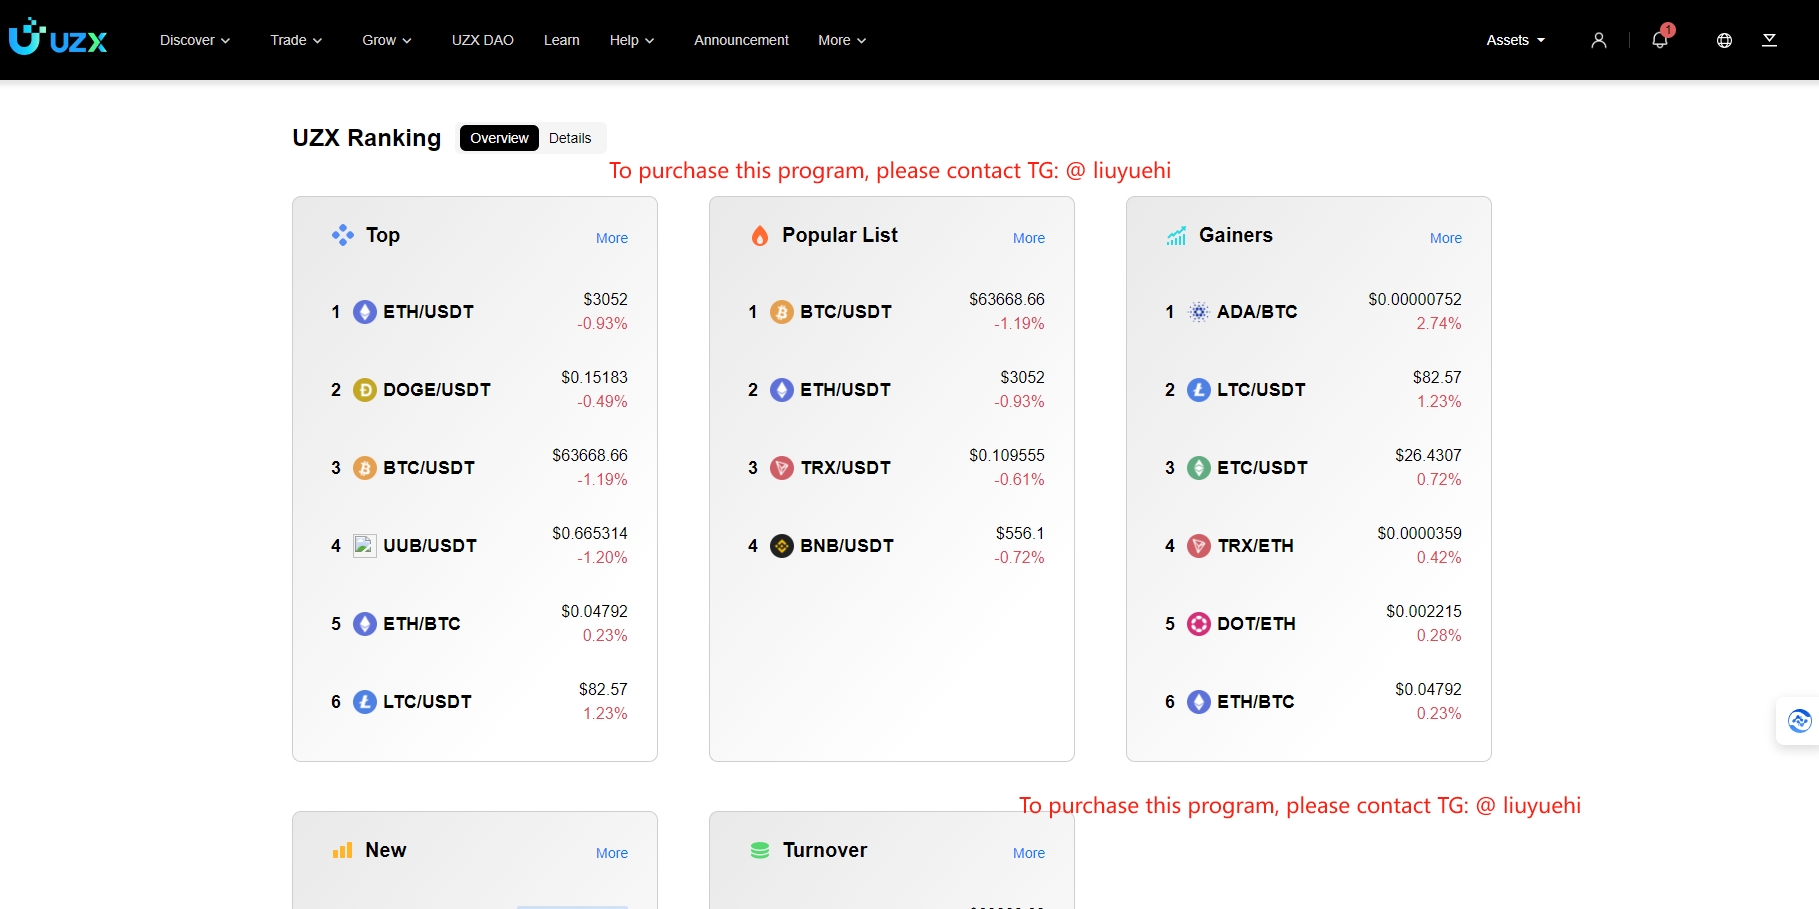 UZX
Discover
Trade
Grow
UZX DAO
Learn
Help
Announcement
More
Assets
1
UZX Ranking
Overview
Details
To purchase this program, please contact TG: @ liuyuehi
Top
More
1 ETH/USDT $3052
-0.93%
2 DOGE/USDT $0.15183
-0.49%
3 BTC/USDT $63668.66
-1.19%
4 UUB/USDT $0.665314
-1.20%
5 ETH/BTC $0.04792
0.23%
6 LTC/USDT $82.57
1.23%
Popular List
More
1 BTC/USDT $63668.66
-1.19%
2 ETH/USDT $3052
-0.93%
3 TRX/USDT $0.109555
-0.61%
4 BNB/USDT $556.1
-0.72%
Gainers
More
1 ADA/BTC $0.00000752
2.74%
2 LTC/USDT $82.57
1.23%
3 ETC/USDT $26.4307
0.72%
4 TRX/ETH $0.0000359
0.42%
5 DOT/ETH $0.002215
0.28%
6 ETH/BTC $0.04792
0.23%
To purchase this program, please contact TG: @ liuyuehi
New
More
Turnover
More